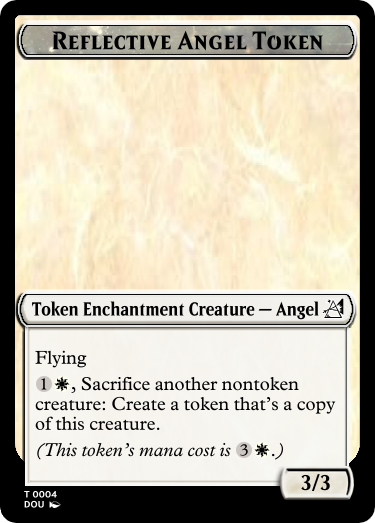 Reflective Angel Token
Token Enchantment Creature — Angel
Flying
1, Sacrifice another nontoken
creature: Create a token that's a copy
of this creature.
(This token's mana cost is 3.)
3/3
T 0004
DOU